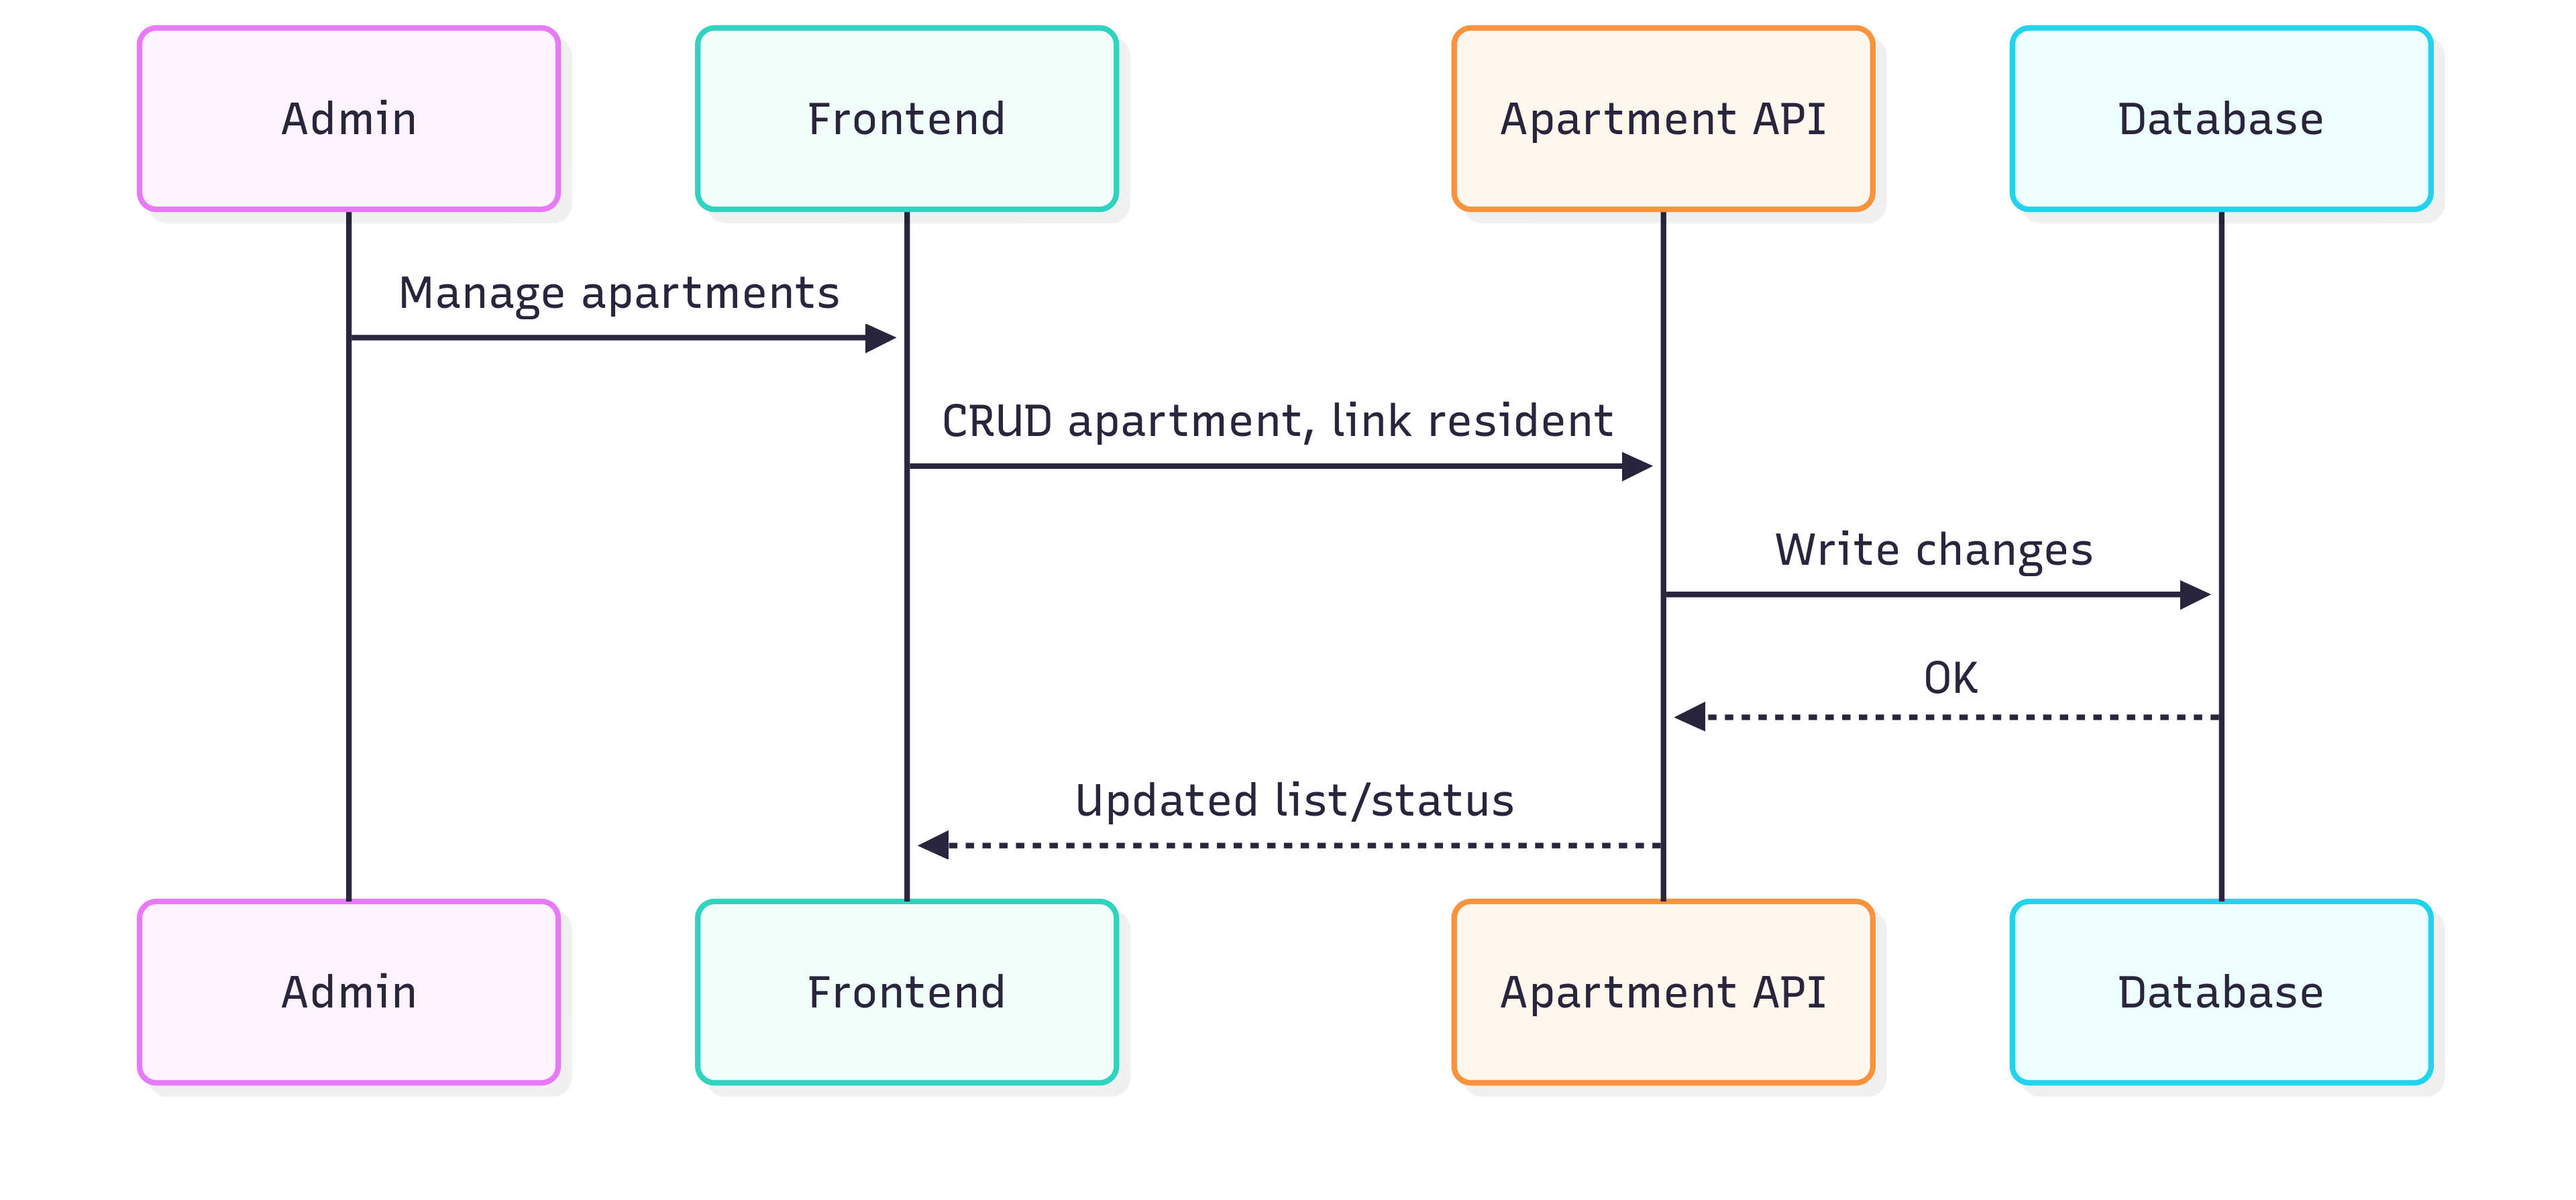 Admin
Frontend
Apartment API
Database
Manage apartments
CRUD apartment, link resident
Write changes
OK
Updated list/status
Admin
Frontend
Apartment API
Database